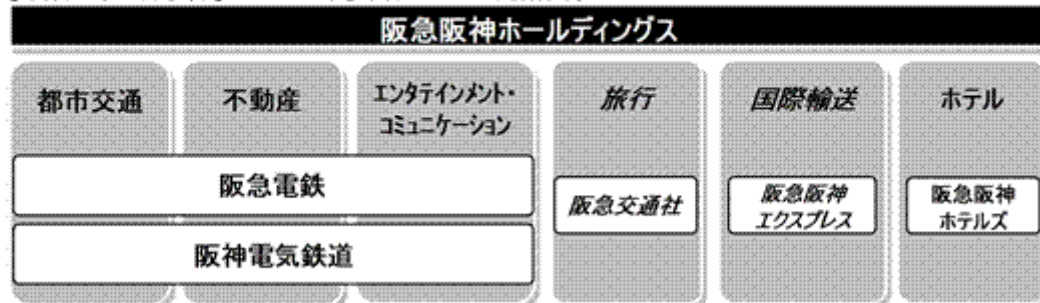 阪急阪神ホールディングス
都市交通
不動産
エンタテインメント・
コミュニケーション
旅行
国際輸送
ホテル
阪急電鉄
阪神電気鉄道
阪急交通社
阪急阪神
エクスプレス
阪急阪神
ホテルズ